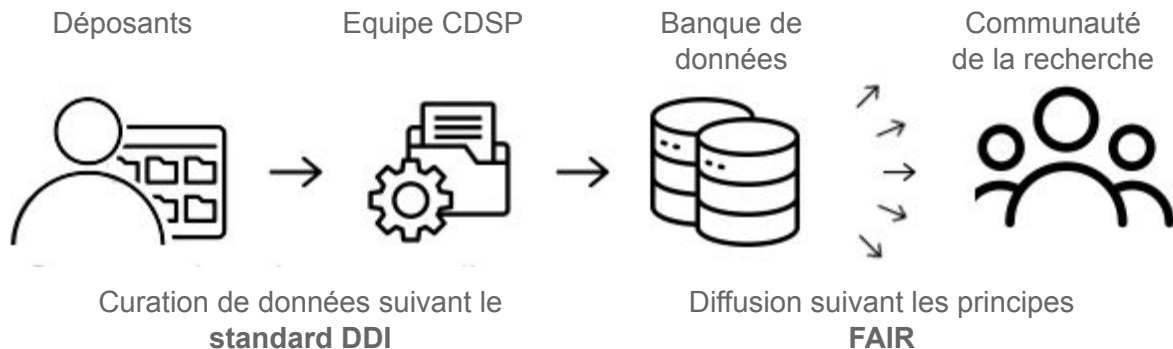 Déposants
Equipe CDSP
Banque de
données
Communauté
de la recherche
Curation de données suivant le
standard DDI
Diffusion suivant les principes
FAIR